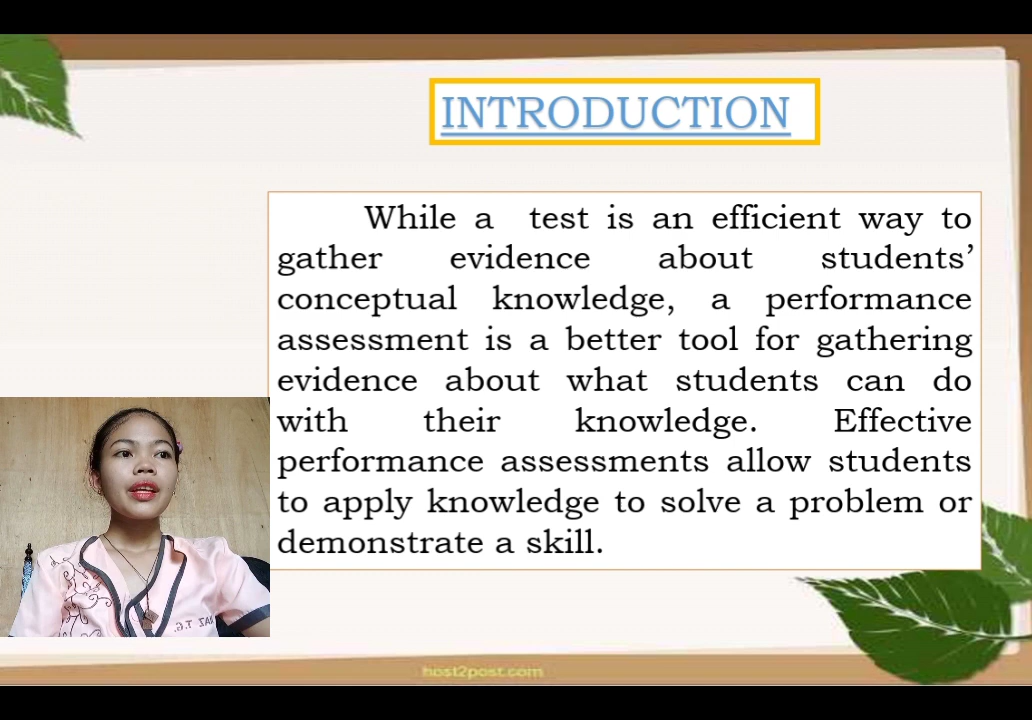 INTRODUCTION
While a test is an efficient way to
gather evidence about students’
conceptual knowledge, a performance
assessment is a better tool for gathering
evidence about what students can do
with their knowledge. Effective
performance assessments allow students
to apply knowledge to solve a problem or
demonstrate a skill.
host2post.com